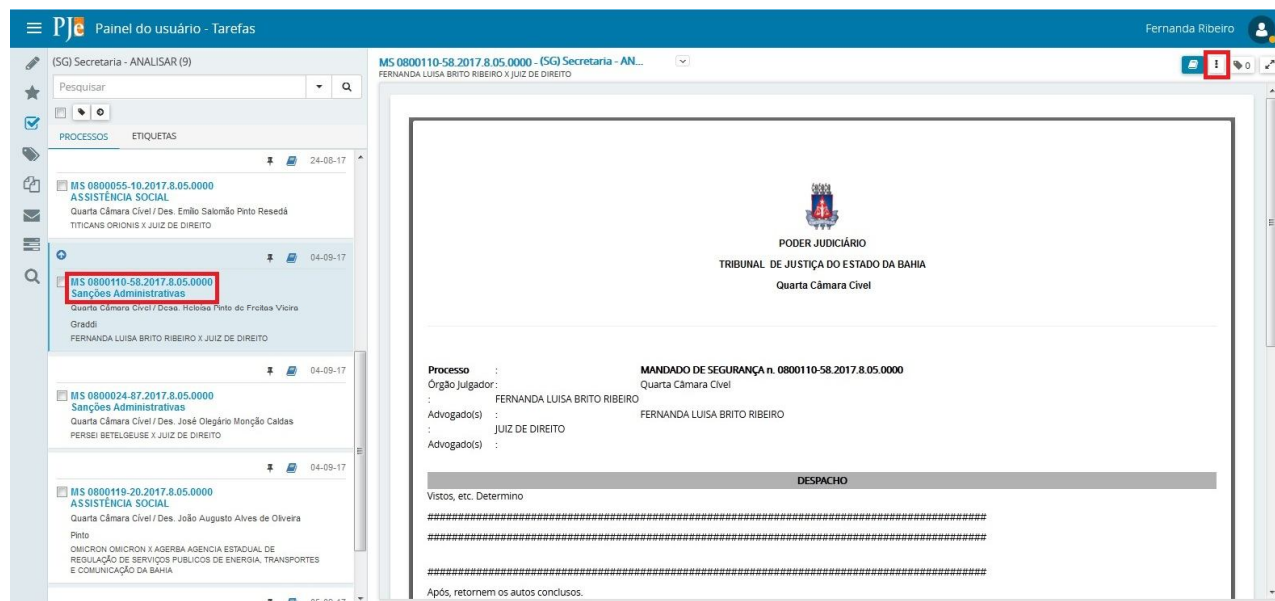 PJe Painel do usuário - Tarefas
Fernanda Ribeiro
(SG) Secretaria - ANALISAR (9)
Pesquisar
PROCESSOS ETIQUETAS
24-08-17
MS 0800055-10.2017.8.05.0000
ASSISTÊNCIA SOCIAL
Quarta Câmara Cível / Des. Emílio Salomão Pinto Resedá
TITICANS ORIONIS X JUIZ DE DIREITO
04-09-17
MS 0800110-58.2017.8.05.0000
Sanções Administrativas
Quarta Câmara Cível / Desa. Heloisa Pinto de Freitas Vieira
Graddi
FERNANDA LUISA BRITO RIBEIRO X JUIZ DE DIREITO
04-09-17
MS 0800024-87.2017.8.05.0000
Sanções Administrativas
Quarta Câmara Cível / Des. José Olegário Monção Caldas
PERSEI BETELGEUSE X JUIZ DE DIREITO
04-09-17
MS 0800119-20.2017.8.05.0000
ASSISTÊNCIA SOCIAL
Quarta Câmara Cível / Des. João Augusto Alves de Oliveira
Pinto
OMICRON OMICRON X AGERBA AGENCIA ESTADUAL DE
REGULAÇÃO DE SERVIÇOS PUBLICOS DE ENERGIA, TRANSPORTES
E COMUNICAÇÃO DA BAHIA
05-09-17
MS 0800110-58.2017.8.05.0000 - (SG) Secretaria - AN...
FERNANDA LUISA BRITO RIBEIRO X JUIZ DE DIREITO
0
PODER JUDICIÁRIO
TRIBUNAL DE JUSTIÇA DO ESTADO DA BAHIA
Quarta Câmara Cível
Processo : MANDADO DE SEGURANÇA n. 0800110-58.2017.8.05.0000
Órgão Julgador : Quarta Câmara Cível
: FERNANDA LUISA BRITO RIBEIRO
Advogado(s) : FERNANDA LUISA BRITO RIBEIRO
: JUIZ DE DIREITO
Advogado(s) :
DESPACHO
Vistos, etc. Determino
#############################################################################################
#############################################################################################
#############################################################################################
Após, retornem os autos conclusos.